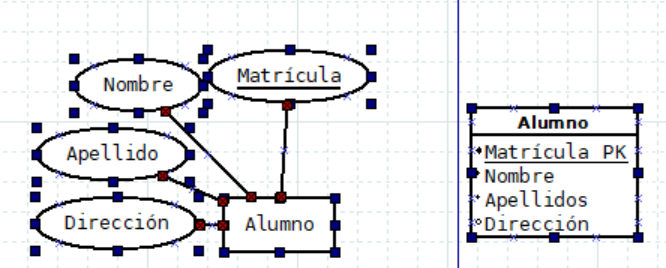 Nombre
Matrícula
Apellido
Dirección
Alumno
Alumno
Matrícula PK
Nombre
Apellidos
Dirección